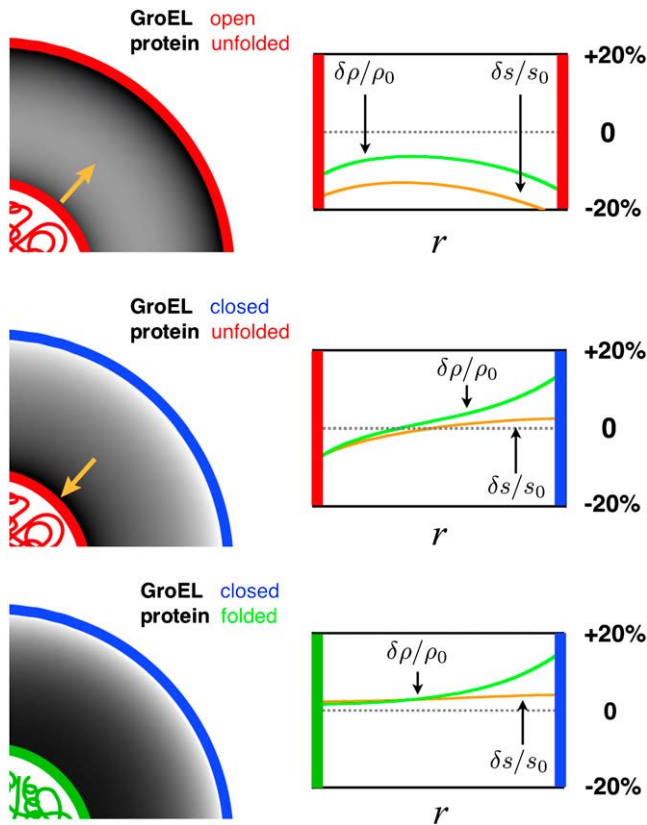 GroEL open
protein unfolded
δρ/ρ₀
δs/s₀
+20%
0
-20%
r
GroEL closed
protein unfolded
δρ/ρ₀
δs/s₀
+20%
0
-20%
r
GroEL closed
protein folded
δρ/ρ₀
δs/s₀
+20%
0
-20%
r